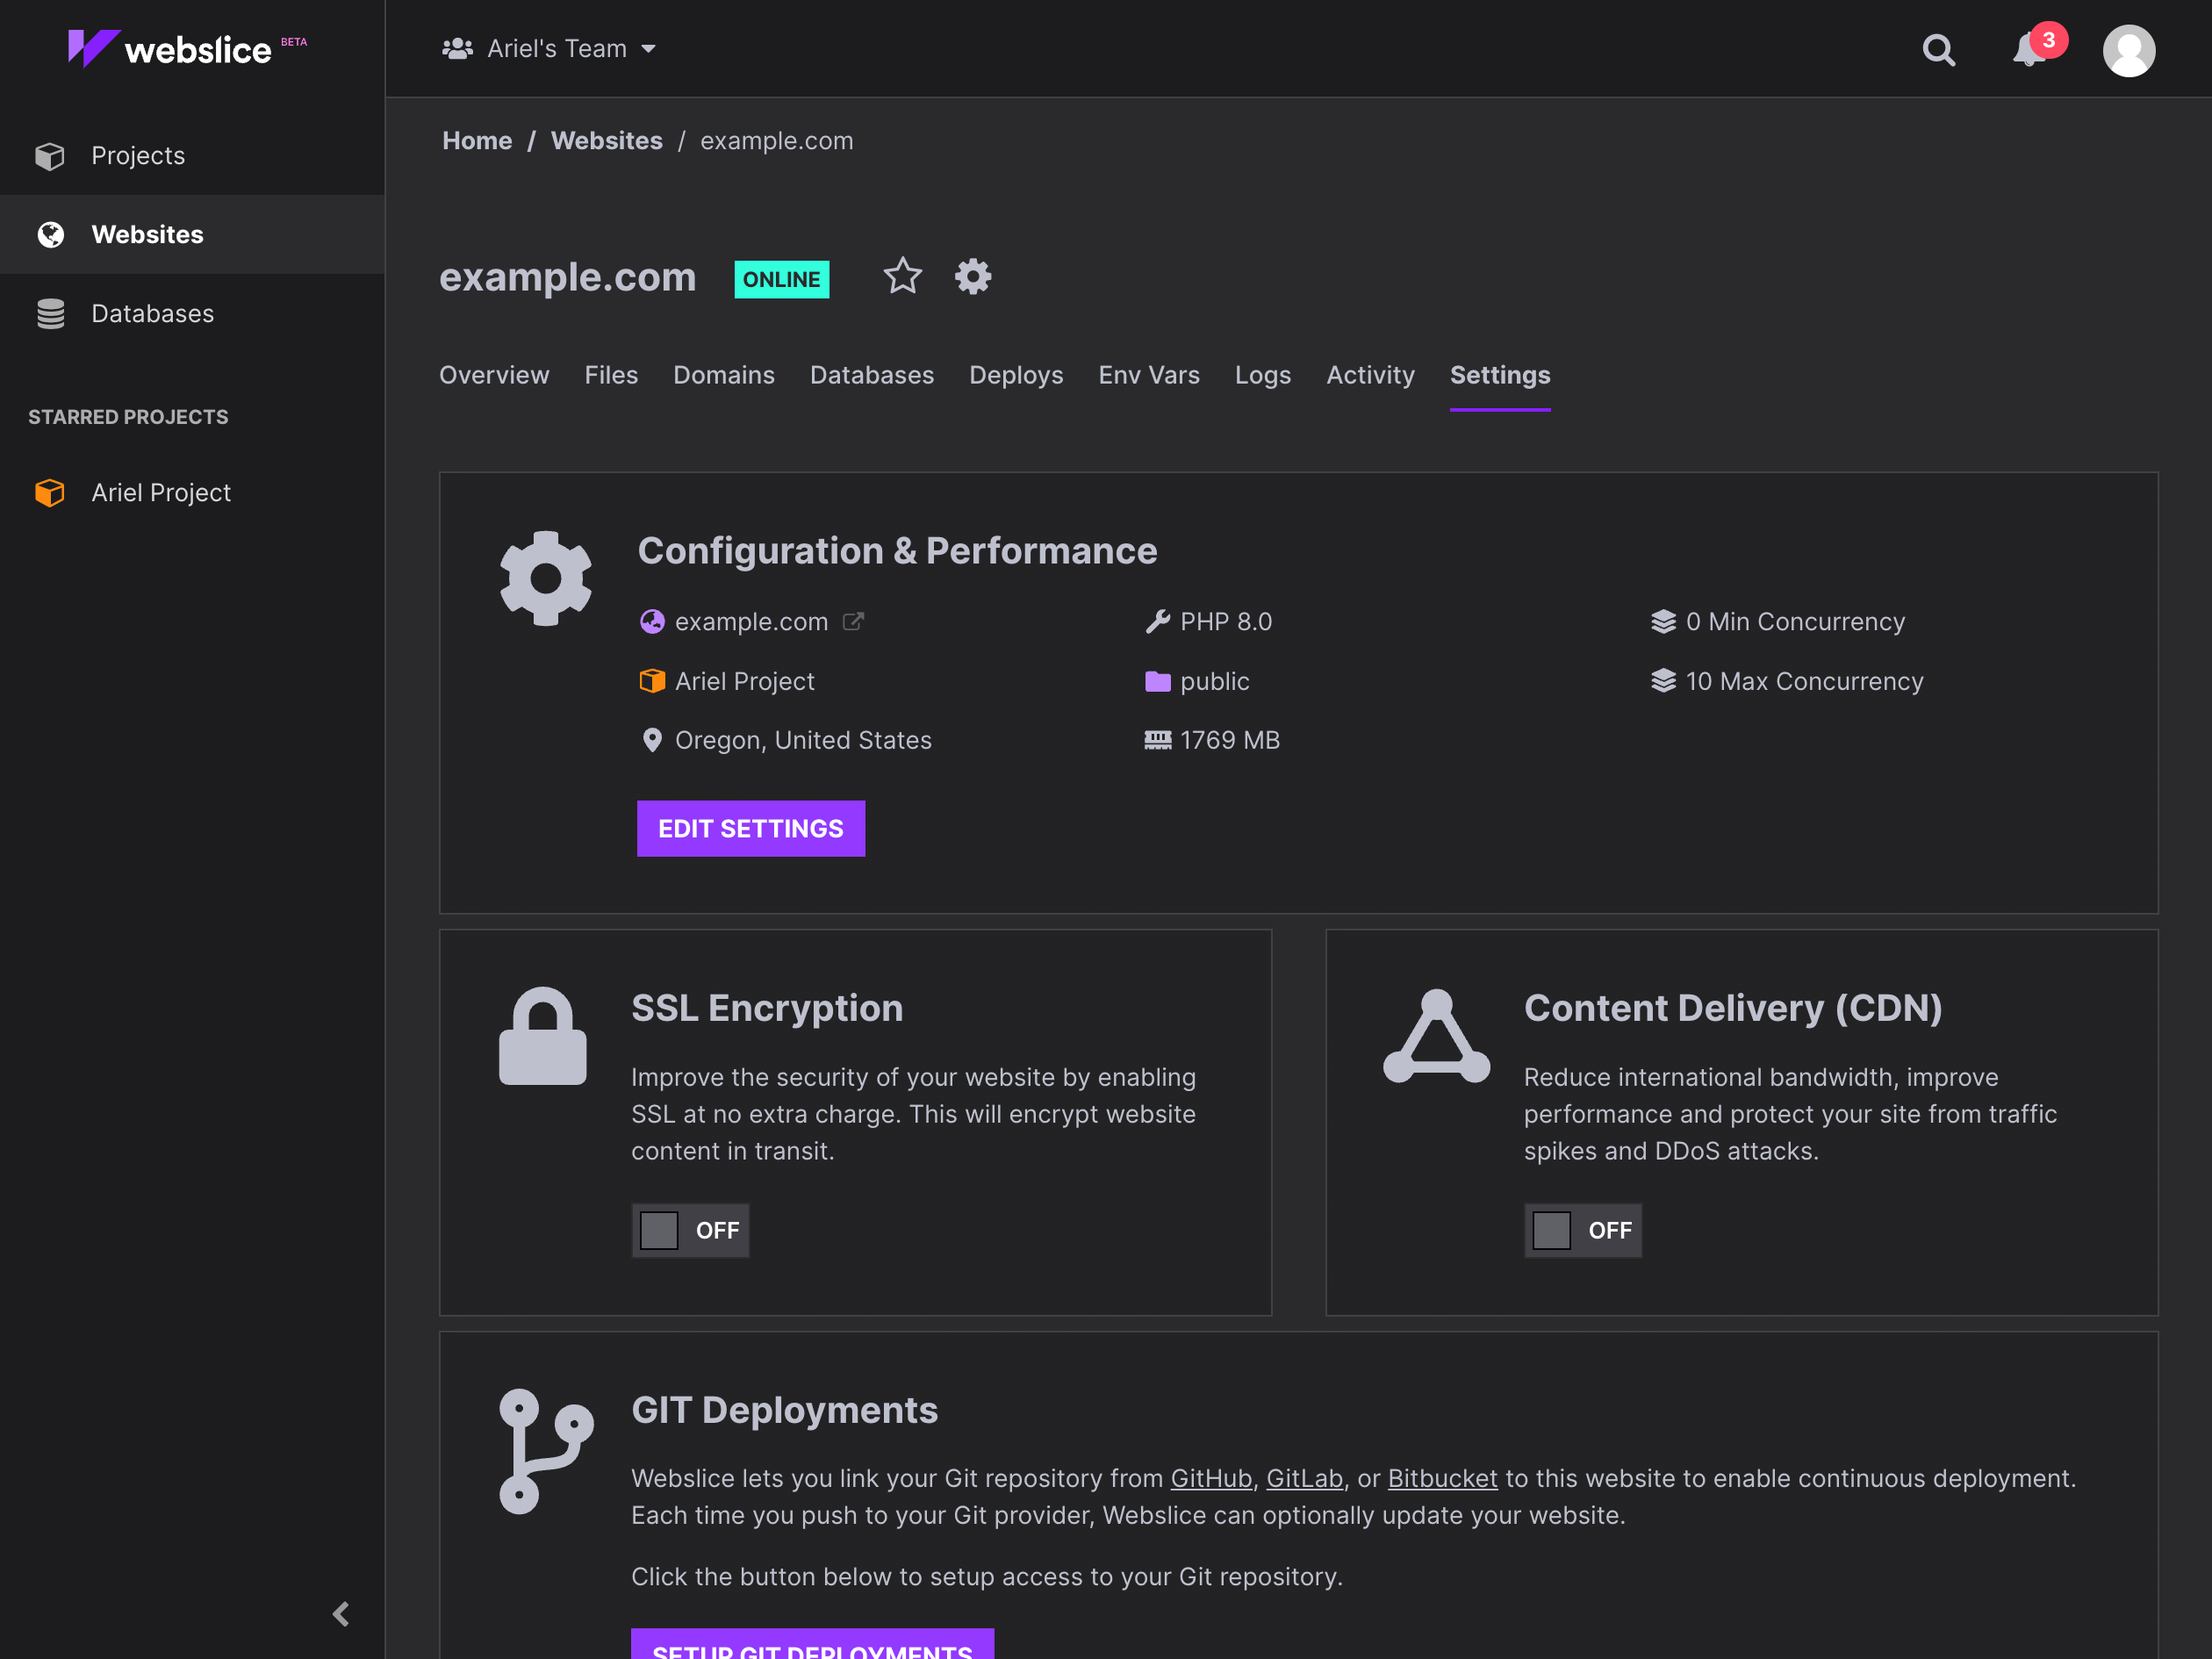 webslice BETA
Ariel's Team
3
Projects
Websites
Databases
STARRED PROJECTS
Ariel Project
Home / Websites / example.com
example.com ONLINE
Overview Files Domains Databases Deploys Env Vars Logs Activity Settings
Configuration & Performance
example.com PHP 8.0 0 Min Concurrency
Ariel Project public 10 Max Concurrency
Oregon, United States 1769 MB
EDIT SETTINGS
SSL Encryption
Improve the security of your website by enabling
SSL at no extra charge. This will encrypt website
content in transit.
OFF
Content Delivery (CDN)
Reduce international bandwidth, improve
performance and protect your site from traffic
spikes and DDoS attacks.
OFF
GIT Deployments
Webslice lets you link your Git repository from GitHub, GitLab, or Bitbucket to this website to enable continuous deployment.
Each time you push to your Git provider, Webslice can optionally update your website.
Click the button below to setup access to your Git repository.
SETUP GIT DEPLOYMENTS